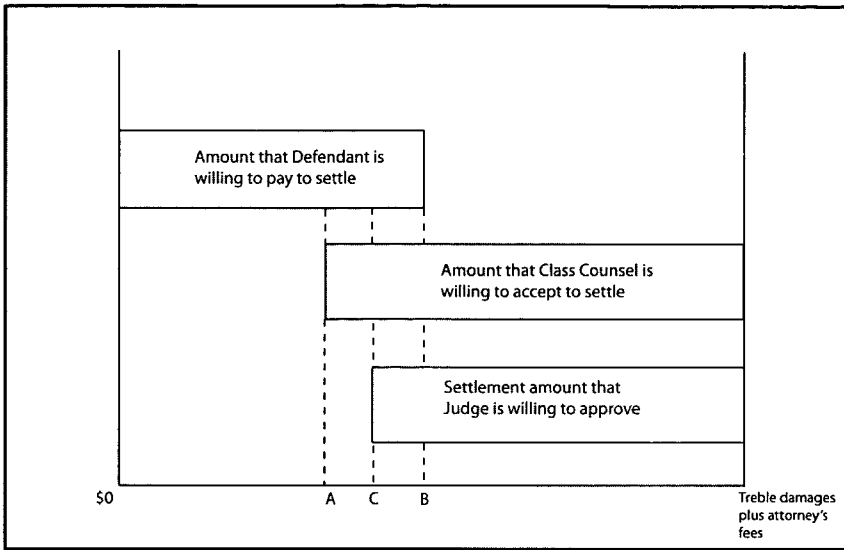 Amount that Defendant is
willing to pay to settle
Amount that Class Counsel is
willing to accept to settle
Settlement amount that
Judge is willing to approve
$0
A
C
B
Treble damages
plus attorney's
fees